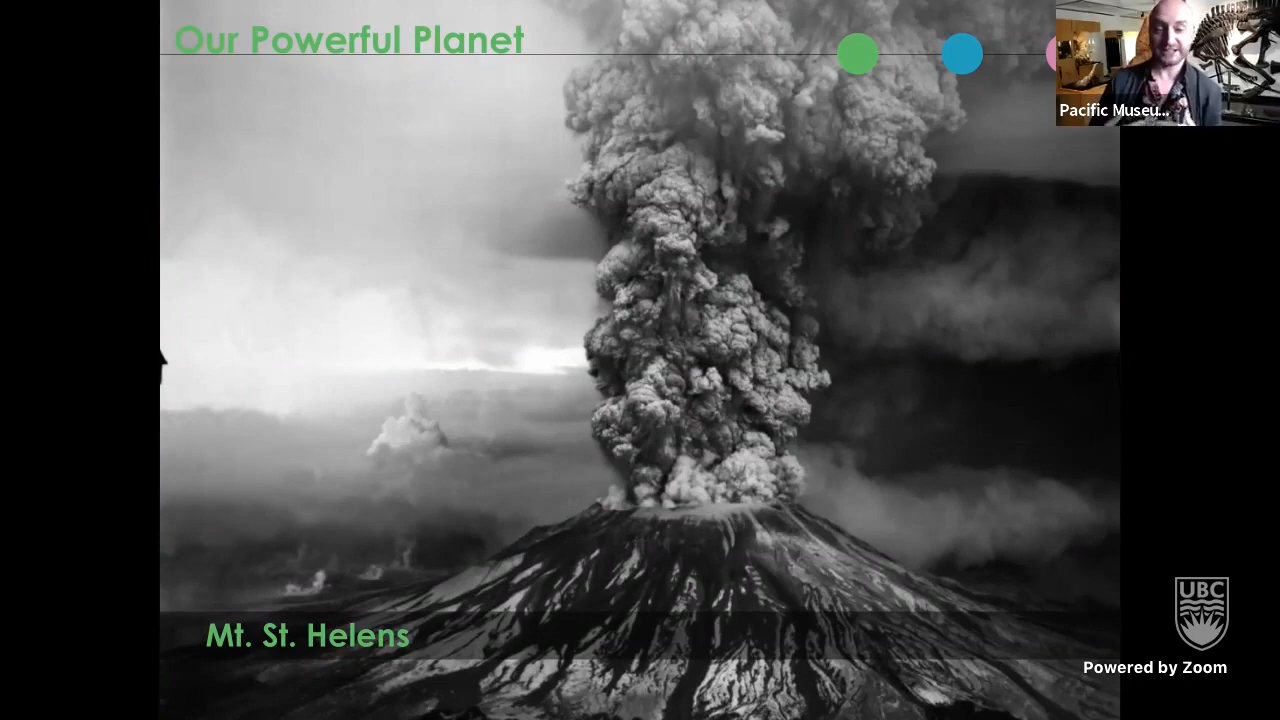 Our Powerful Planet
Pacific Museu...
Mt. St. Helens
UBC
Powered by Zoom